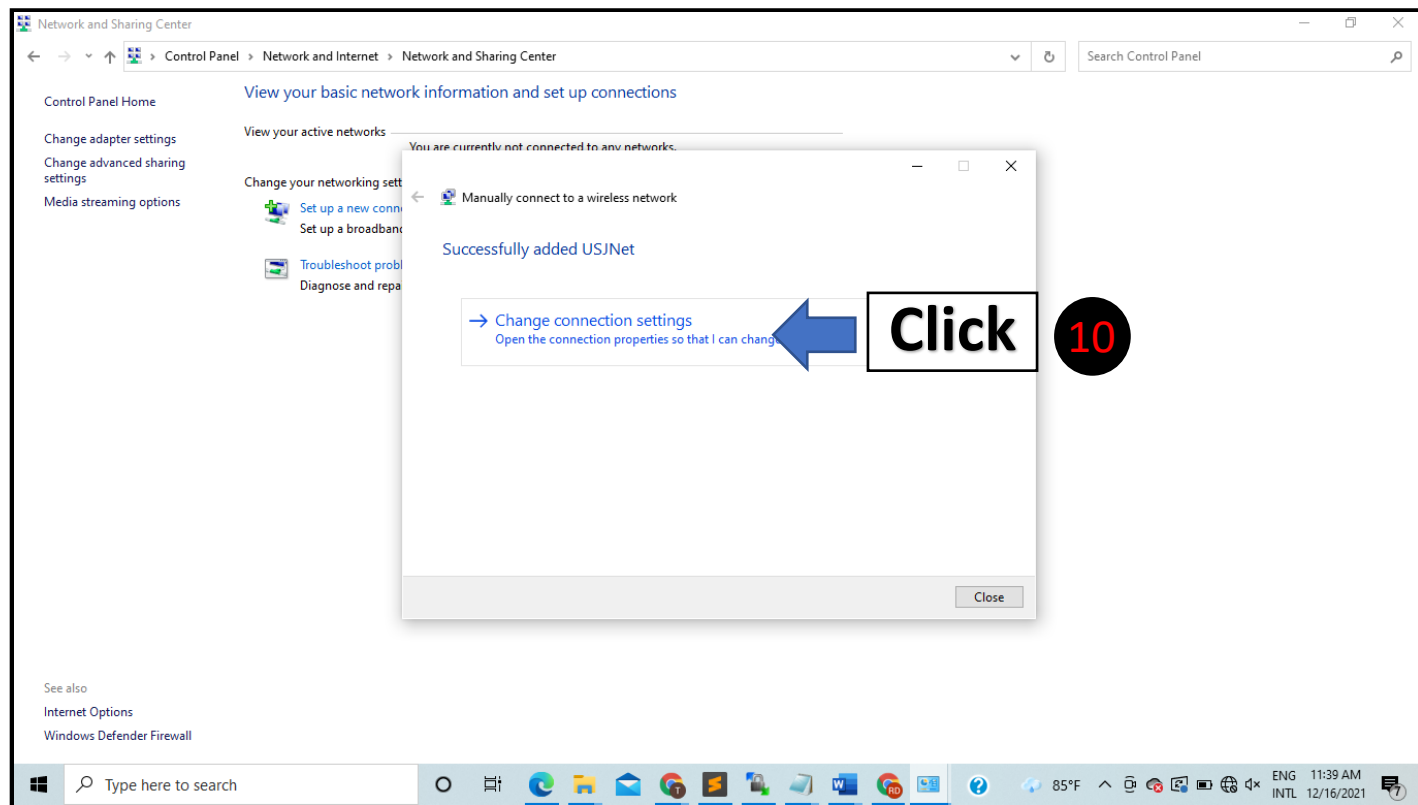 Network and Sharing Center
Control Panel > Network and Internet > Network and Sharing Center
Search Control Panel
Control Panel Home
Change adapter settings
Change advanced sharing
settings
Media streaming options
View your basic network information and set up connections
View your active networks
You are currently not connected to any networks.
Change your networking sett
Set up a new conn
Set up a broadband
Troubleshoot probl
Diagnose and repa
Manually connect to a wireless network
Successfully added USJNet
Change connection settings
Open the connection properties so that I can change
Click
10
Close
See also
Internet Options
Windows Defender Firewall
Type here to search
85°F
ENG
INTL
11:39 AM
12/16/2021
7